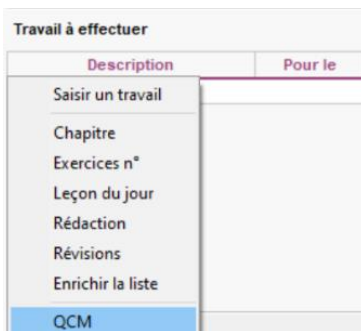 Travail à effectuer
Description Pour le
Saisir un travail
Chapitre
Exercices n°
Leçon du jour
Rédaction
Révisions
Enrichir la liste
QCM